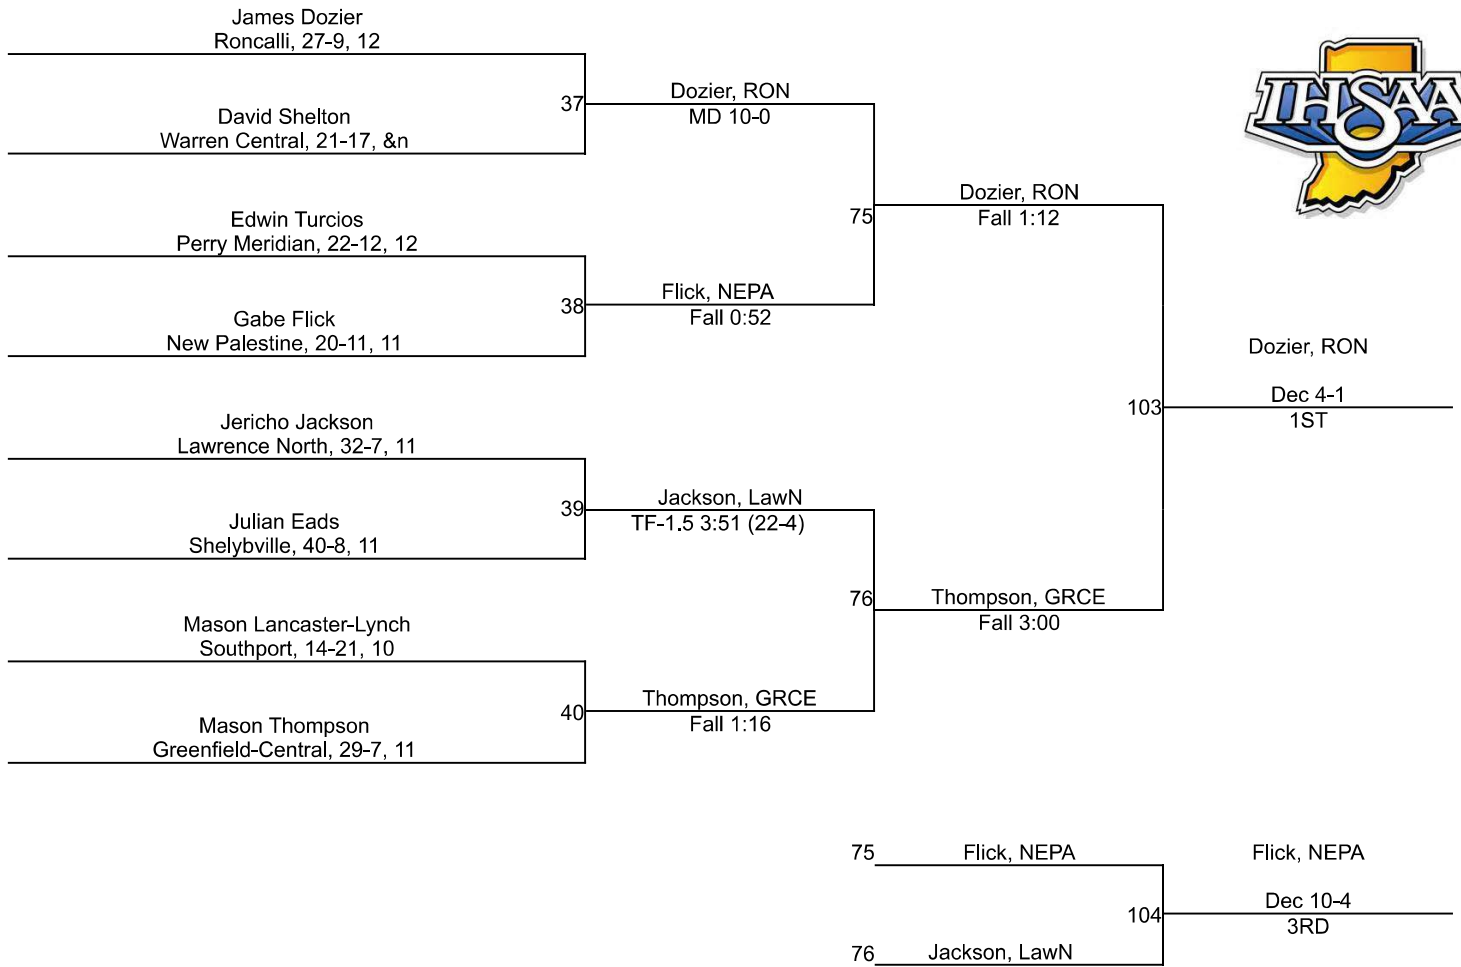 James Dozier
Roncalli, 27-9, 12
37
David Shelton
Warren Central, 21-17, &n
Dozier, RON
MD 10-0
75
Edwin Turcios
Perry Meridian, 22-12, 12
38
Gabe Flick
New Palestine, 20-11, 11
Flick, NEPA
Fall 0:52
Dozier, RON
Fall 1:12
Jericho Jackson
Lawrence North, 32-7, 11
39
Julian Eads
Shelybville, 40-8, 11
Jackson, LawN
TF-1.5 3:51 (22-4)
76
Mason Lancaster-Lynch
Southport, 14-21, 10
40
Mason Thompson
Greenfield-Central, 29-7, 11
Thompson, GRCE
Fall 1:16
Thompson, GRCE
Fall 3:00
103
Dozier, RON
Dec 4-1
1ST
IHSAA
75
Flick, NEPA
104
76
Jackson, LawN
Flick, NEPA
Dec 10-4
3RD